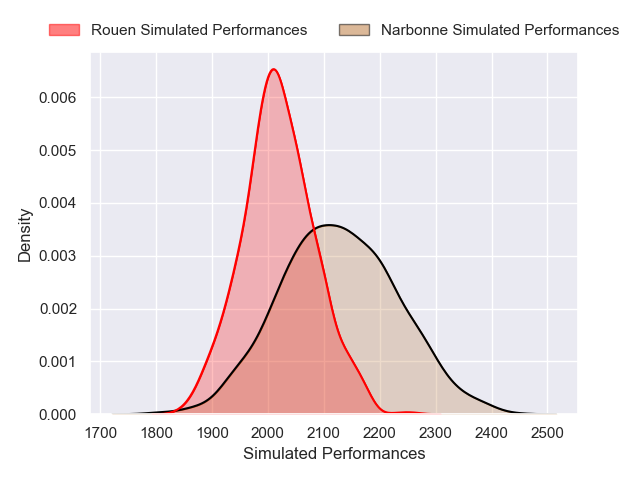 Rouen Simulated Performances Narbonne Simulated Performances
0.006
0.005
0.004
0.003
0.002
0.001
0.000
Density
1700 1800 1900 2000 2100 2200 2300 2400 2500
Simulated Performances